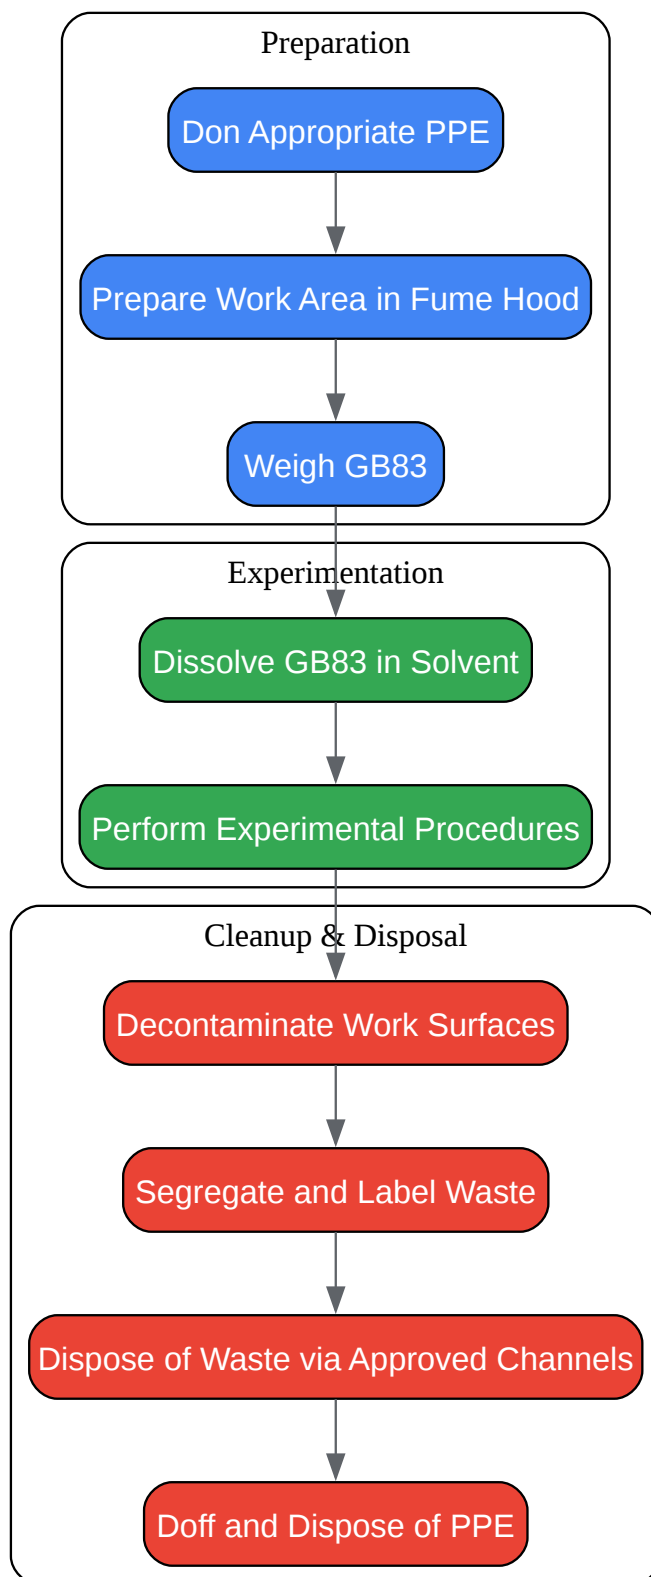 Preparation
Don Appropriate PPE
Prepare Work Area in Fume Hood
Weigh GB83
Experimentation
Dissolve GB83 in Solvent
Perform Experimental Procedures
Cleanup & Disposal
Decontaminate Work Surfaces
Segregate and Label Waste
Dispose of Waste via Approved Channels
Doff and Dispose of PPE